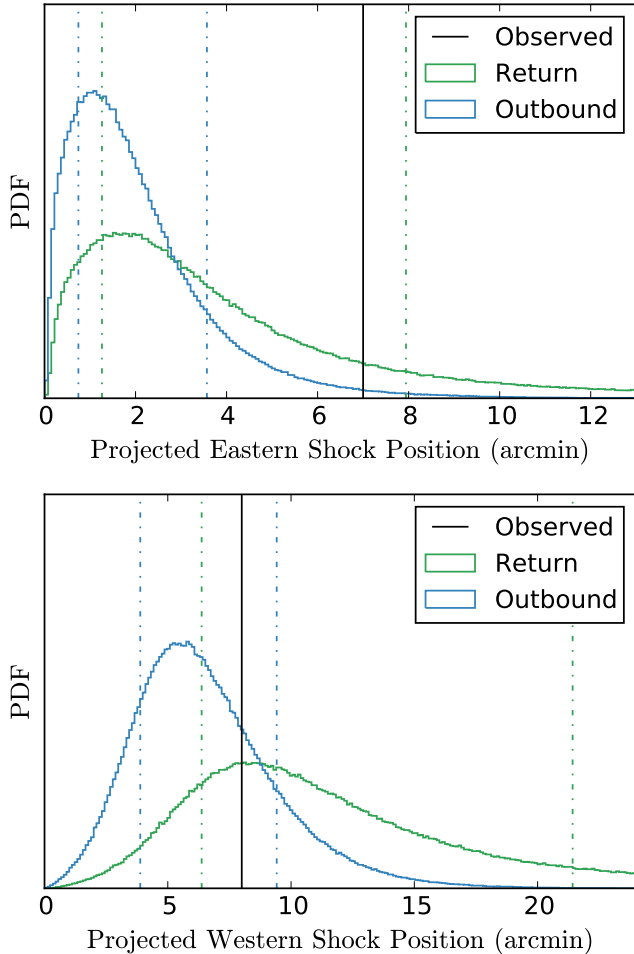 Observed
Return
Outbound
PDF
0 2 4 6 8 10 12
Projected Eastern Shock Position (arcmin)
Observed
Return
Outbound
PDF
0 5 10 15 20
Projected Western Shock Position (arcmin)